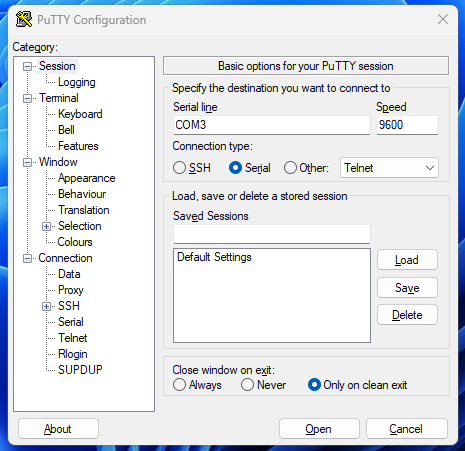 PuTTY Configuration
Category:
Session
Logging
Terminal
Keyboard
Bell
Features
Window
Appearance
Behaviour
Translation
Selection
Colours
Connection
Data
Proxy
SSH
Serial
Telnet
Rlogin
SUPDUP
Basic options for your PuTTY session
Specify the destination you want to connect to
Serial line Speed
COM3 9600
Connection type:
SSH Serial Other: Telnet
Load, save or delete a stored session
Saved Sessions
Default Settings
Load
Save
Delete
Close window on exit:
Always Never Only on clean exit
About Open Cancel